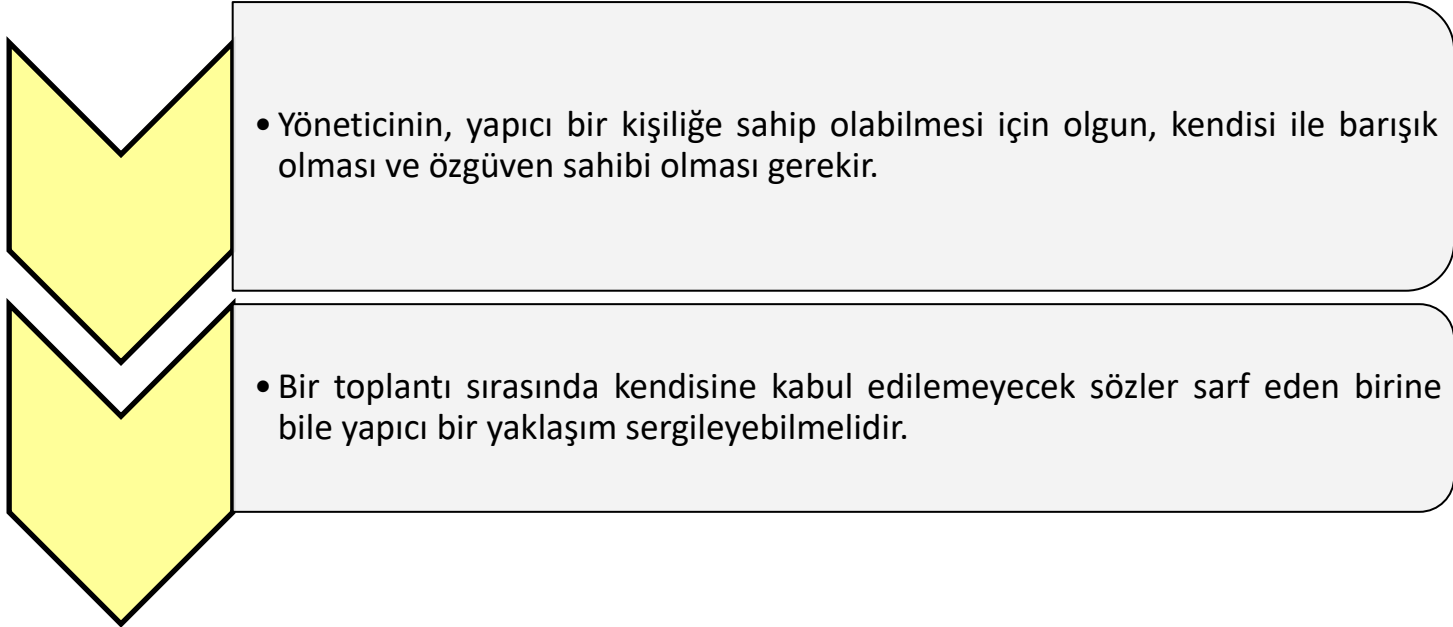 • Yöneticinin, yapıcı bir kişiliğe sahip olabilmesi için olgun, kendisi ile barışık
olması ve özgüven sahibi olması gerekir.
• Bir toplantı sırasında kendisine kabul edilemeyecek sözler sarf eden birine
bile yapıcı bir yaklaşım sergileyebilmelidir.